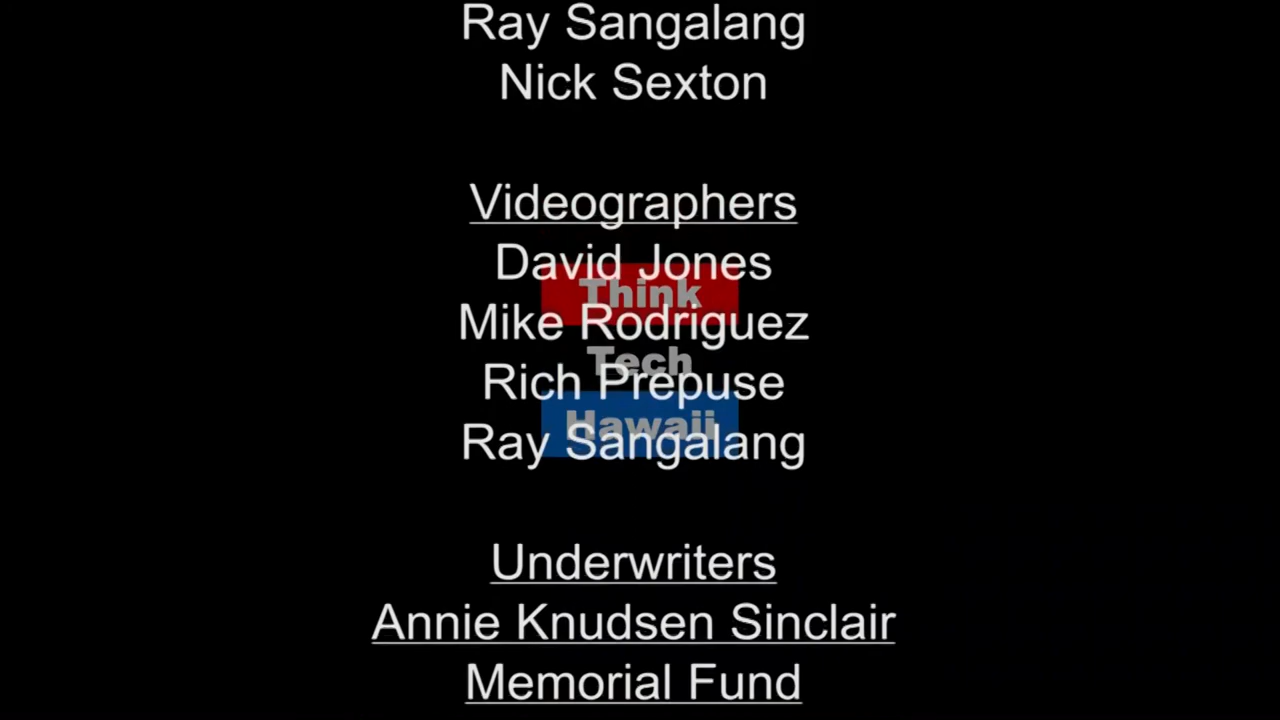 Ray Sangalang
Nick Sexton
Videographers
David Jones
Think
Mike Rodriguez
Tech
Rich Prepuse
Hawaii
Ray Sangalang
Underwriters
Annie Knudsen Sinclair
Memorial Fund